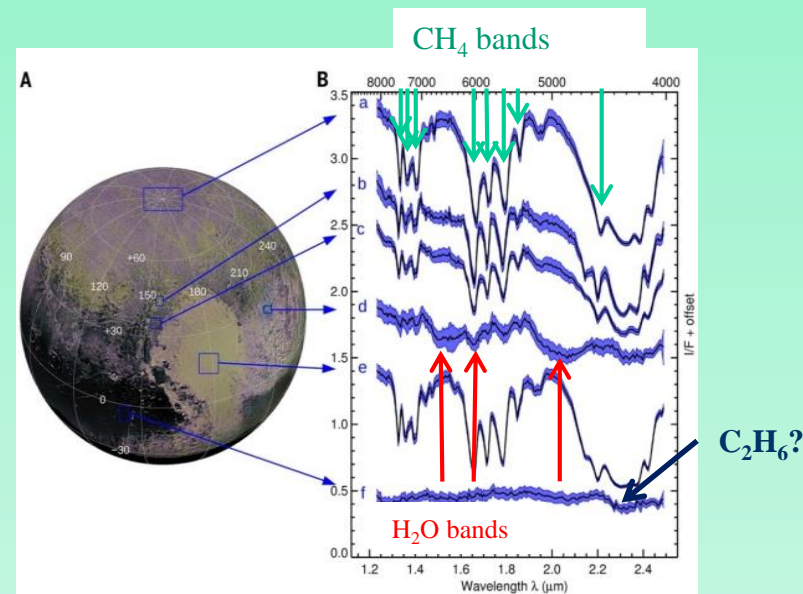 CH₄ bands
A
B
8000 7000 6000 5000 4000
3.5
3.0
2.5
2.0
1.5
1.0
0.5
0.0
a
b
c
d
e
f
I/F + offset
+60
90
120
150
180
210
240
+30
0
−30
C₂H₆?
H₂O bands
1.2 1.4 1.6 1.8 2.0 2.2 2.4
Wavelength λ (μm)